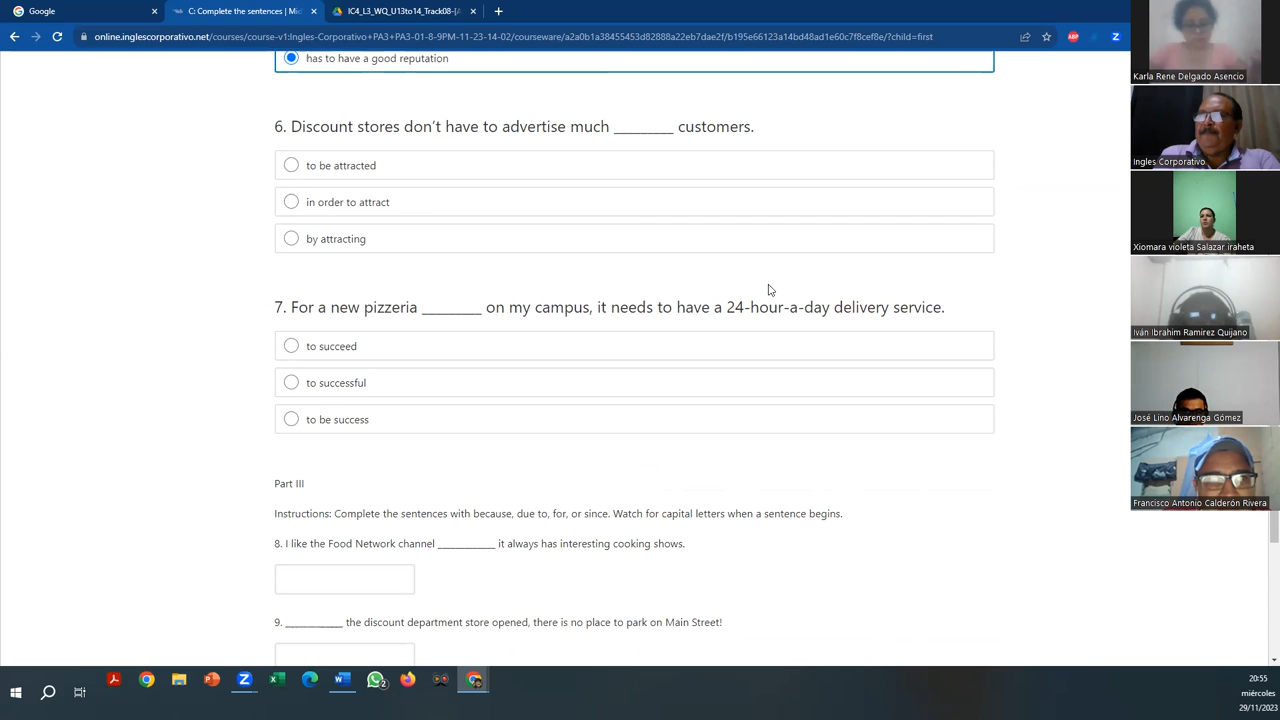 Google
C: Complete the sentences | Mid
IC4_L3_WQ_U13to14_Track08-[A
online.inglescorporativo.net/courses/course-v1:Ingles-Corporativo+PA3+PA3-01-8-9PM-11-23-14-02/courseware/a2a0b1a38455453d82888a22eb7dae2f/b195e66123a14bd48ad1e60c7f8cef8e/?child=first
has to have a good reputation
6. Discount stores don’t have to advertise much _________ customers.
to be attracted
in order to attract
by attracting
7. For a new pizzeria _________ on my campus, it needs to have a 24-hour-a-day delivery service.
to succeed
to successful
to be success
Part III
Instructions: Complete the sentences with because, due to, for, or since. Watch for capital letters when a sentence begins.
8. I like the Food Network channel ____________ it always has interesting cooking shows.
9. ____________ the discount department store opened, there is no place to park on Main Street!
Karla Rene Delgado Asencio
Ingles Corporativo
Xiomara violeta Salazar iraheta
Iván Ibrahim Ramirez Quijano
José Lino Alvarenga Gómez
Francisco Antonio Calderón Rivera
2
20:55
miércoles
29/11/2023